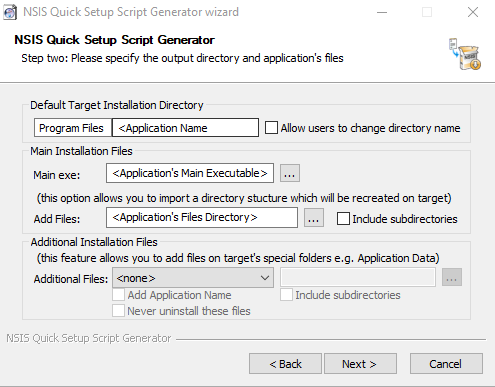 NSIS Quick Setup Script Generator wizard
NSIS Quick Setup Script Generator
Step two: Please specify the output directory and application's files
Default Target Installation Directory
Program Files <Application Name Allow users to change directory name
Main Installation Files
Main exe: <Application's Main Executable> ...
(this option allows you to import a directory stucture which will be recreated on target)
Add Files: <Application's Files Directory> ... Include subdirectories
Additional Installation Files
(this feature allows you to add files on target's special folders e.g. Application Data)
Additional Files: <none> ...
Add Application Name Include subdirectories
Never uninstall these files
NSIS Quick Setup Script Generator
< Back Next > Cancel